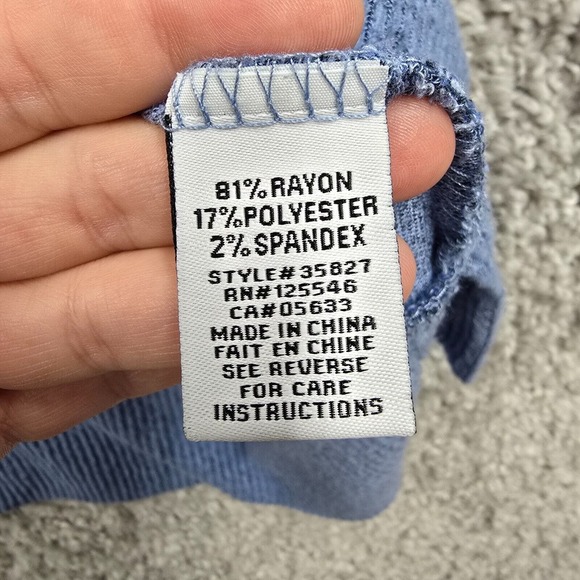 81% RAYON
17% POLYESTER
2% SPANDEX
STYLE# 35827
RN# 125546
CA# 05633
MADE IN CHINA
FAIT EN CHINE
SEE REVERSE
FOR CARE
INSTRUCTIONS